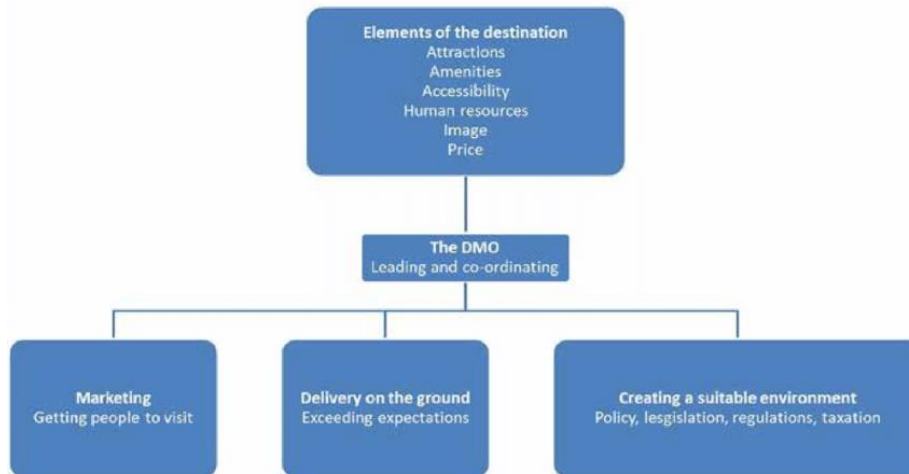 Elements of the destination
Attractions
Amenities
Accessibility
Human resources
Image
Price
The DMO
Leading and co-ordinating
Marketing
Getting people to visit
Delivery on the ground
Exceeding expectations
Creating a suitable environment
Policy, lesgislation, regulations, taxation